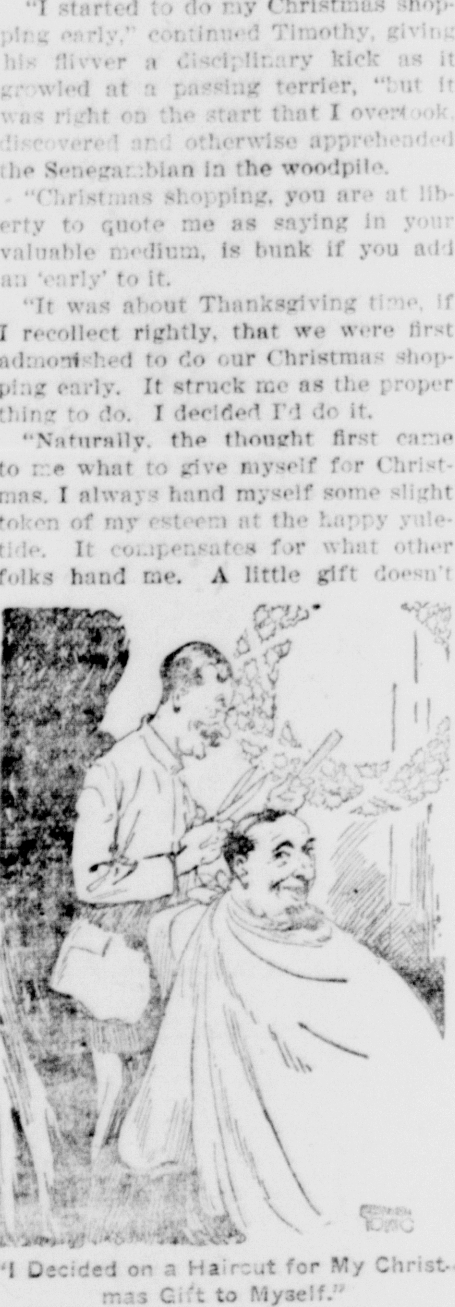 "I started to do my Christmas shop-
ping early," continued Timothy, giving
his flivver a disciplinary kick as it
growled at a passing terrier, "but it
was right on the start that I overtook,
discovered and otherwise apprehended
the Senegambian in the woodpile.
"Christmas shopping, you are at lib-
erty to quote me as saying in your
valuable medium, is bunk if you add
an 'early' to it.
"It was about Thanksgiving time, if
I recollect rightly, that we were first
admonished to do our Christmas shop-
ping early. It struck me as the proper
thing to do. I decided I'd do it.
"Naturally, the thought first came
to me what to give myself for Christ-
mas. I always hand myself some slight
token of my esteem at the happy yule-
tide. It compensates for what other
folks hand me. A little gift doesn't
"I Decided on a Haircut for My Christ-
mas Gift to Myself."